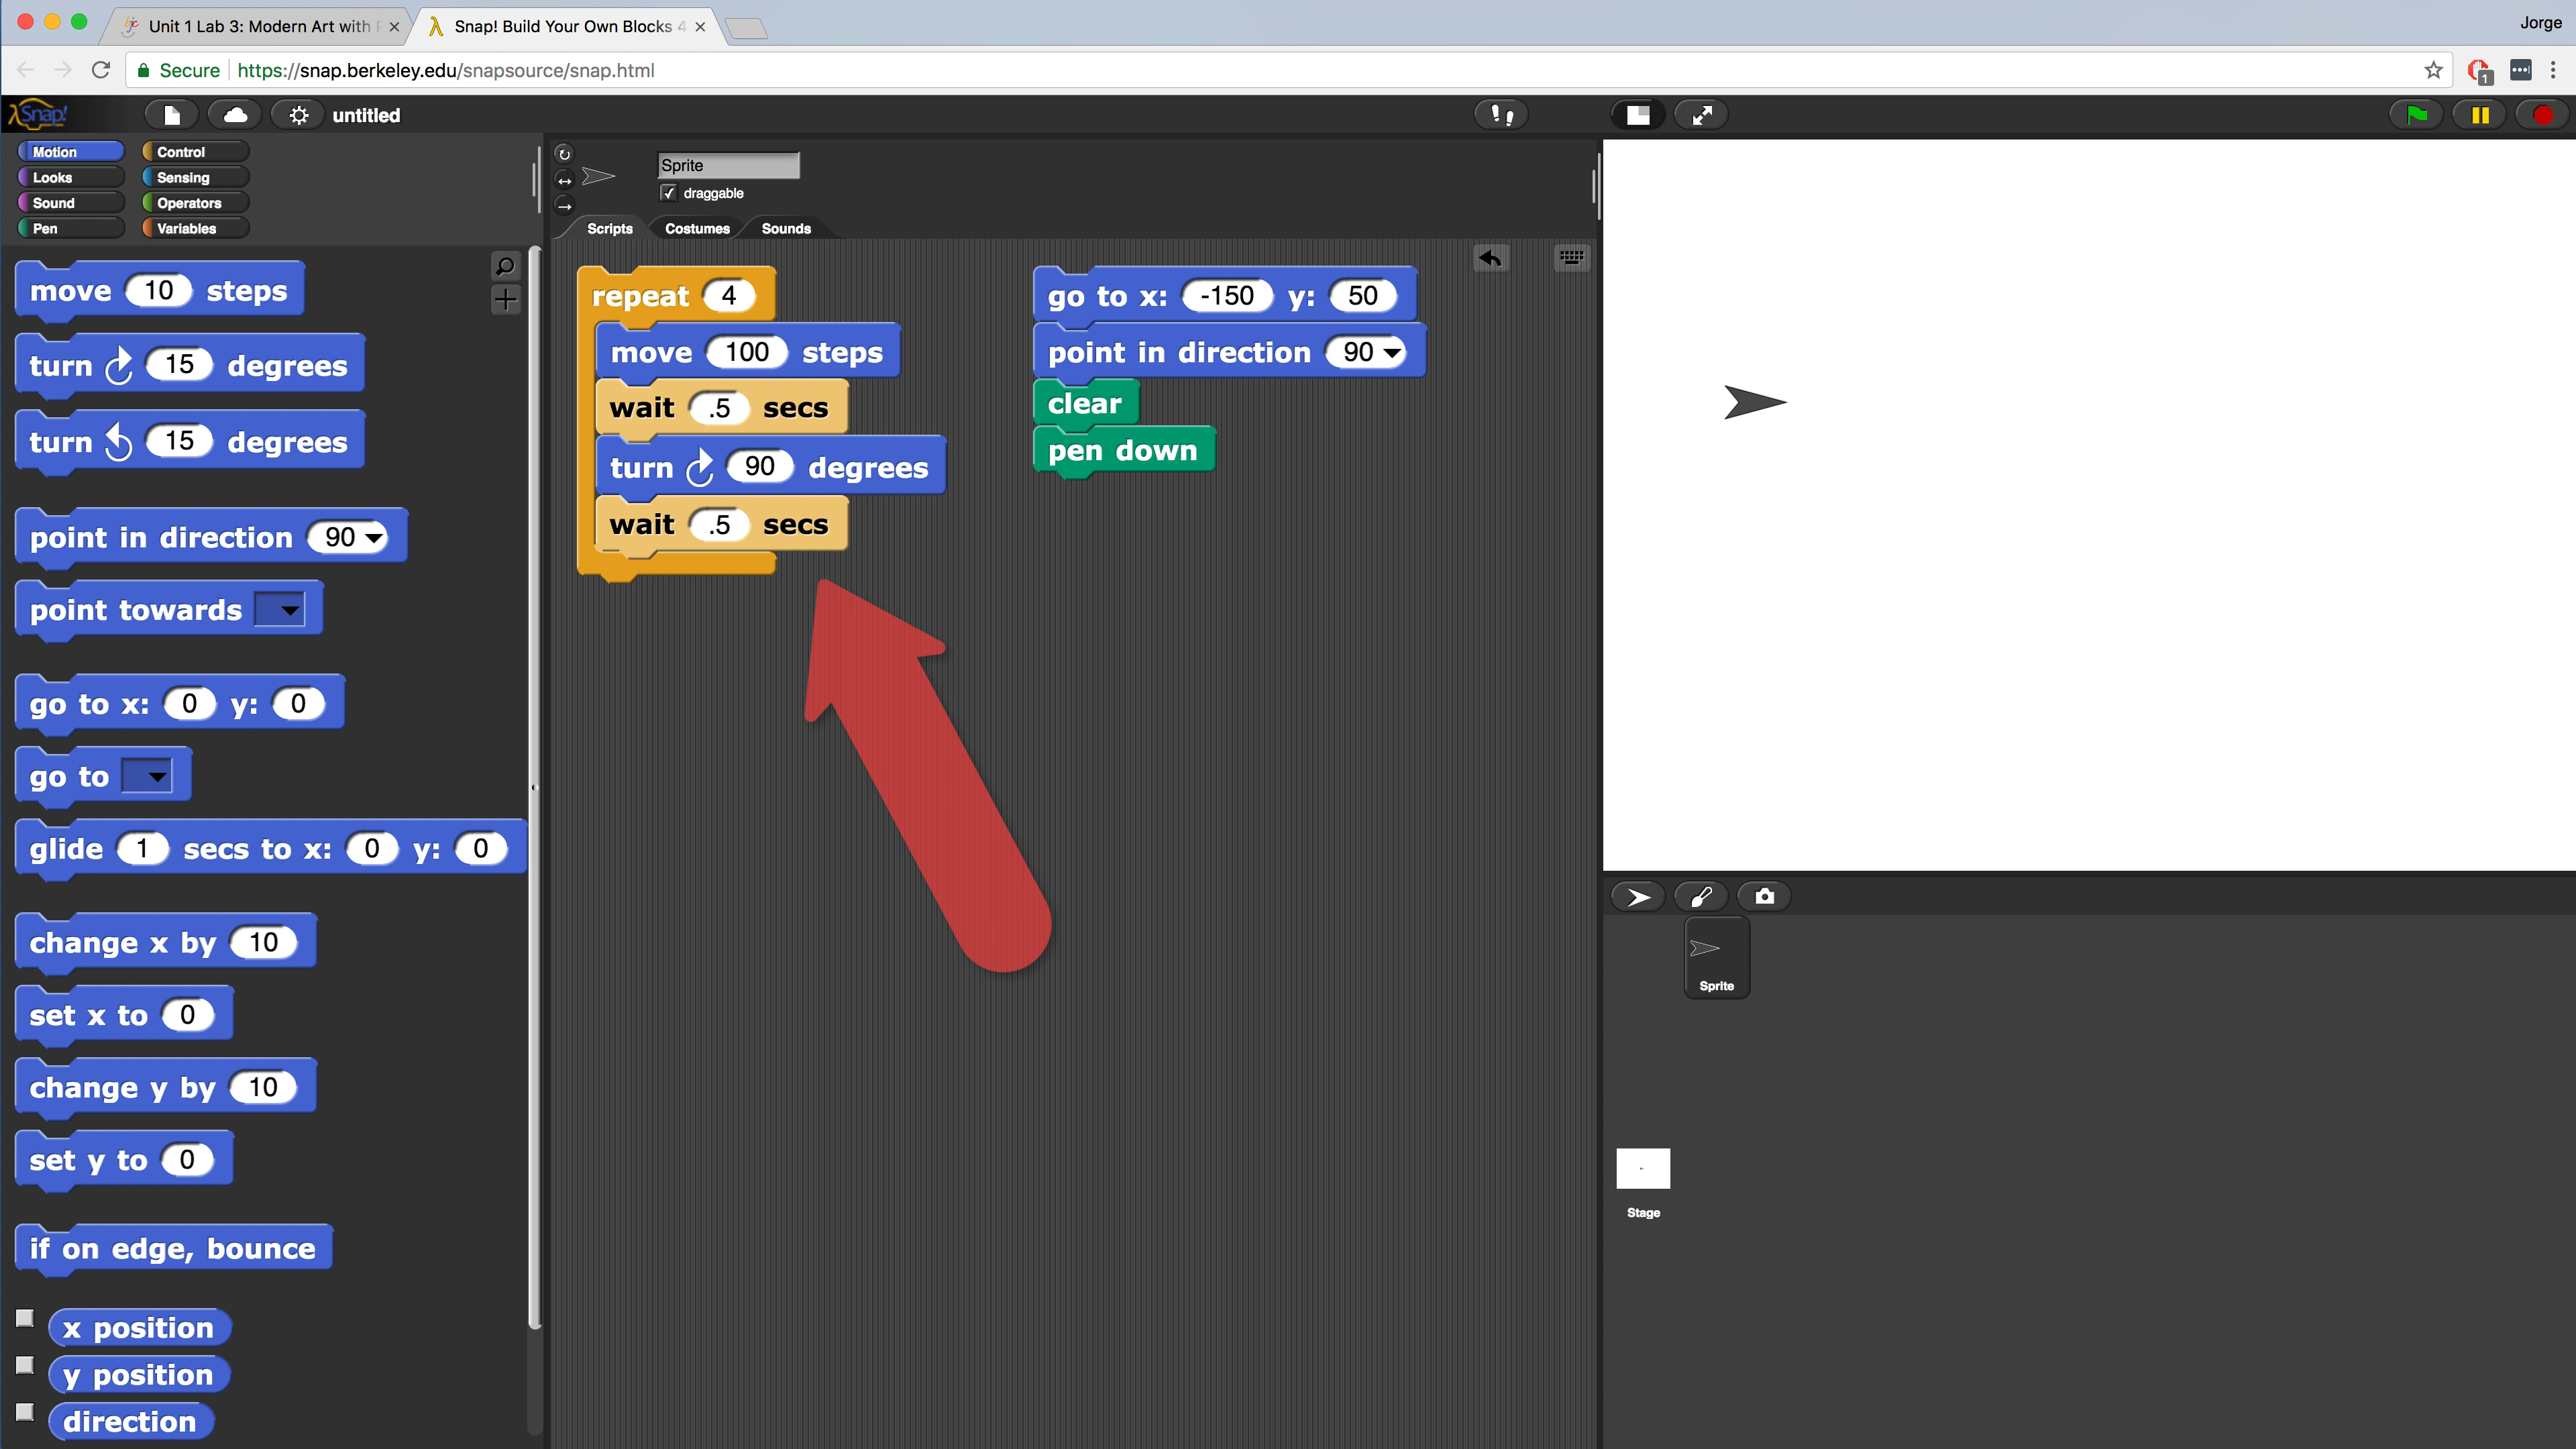 Unit 1 Lab 3: Modern Art with
Snap! Build Your Own Blocks 4
Jorge
Secure
https://snap.berkeley.edu/snapsource/snap.html
1
Snap!
untitled
Motion
Control
Looks
Sensing
Sound
Operators
Pen
Variables
Sprite
draggable
Scripts
Costumes
Sounds
move 10 steps
turn 15 degrees
turn 15 degrees
point in direction 90
point towards
go to x: 0 y: 0
go to
glide 1 secs to x: 0 y: 0
change x by 10
set x to 0
change y by 10
set y to 0
if on edge, bounce
x position
y position
direction
repeat 4
move 100 steps
wait .5 secs
turn 90 degrees
wait .5 secs
go to x: -150 y: 50
point in direction 90
clear
pen down
Sprite
Stage